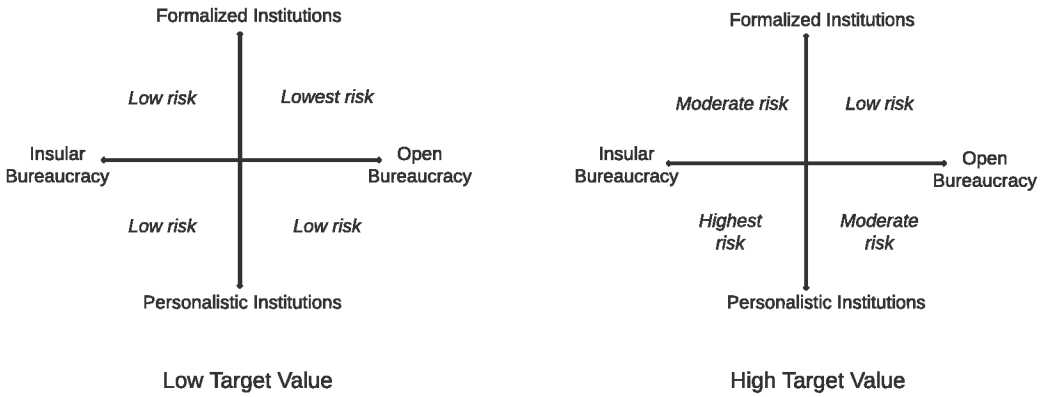 Formalized Institutions
Low risk
Lowest risk
Insular
Bureaucracy
Open
Bureaucracy
Low risk
Low risk
Personalistic Institutions
Low Target Value
Formalized Institutions
Moderate risk
Low risk
Insular
Bureaucracy
Open
Bureaucracy
Highest
risk
Moderate
risk
Personalistic Institutions
High Target Value